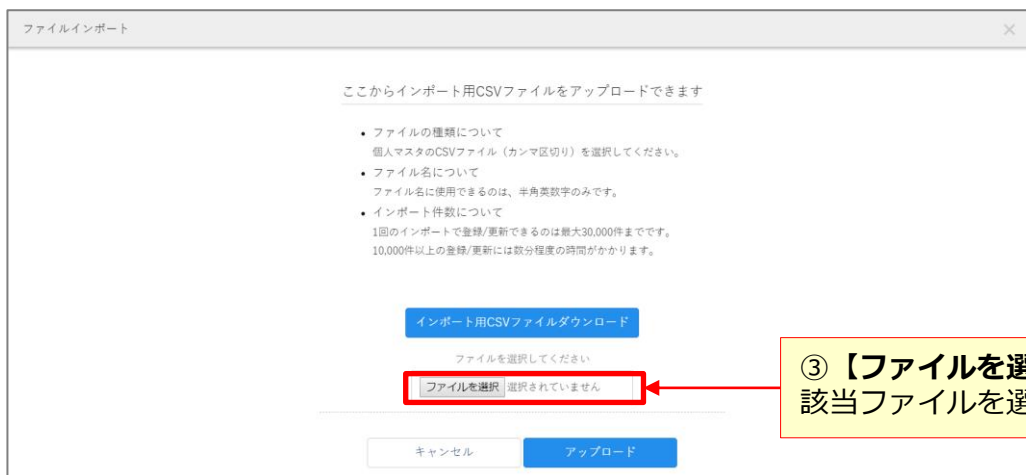 ファイルインポート
ここからインポート用CSVファイルをアップロードできます
• ファイルの種類について
個人マスタのCSVファイル（カンマ区切り）を選択してください。
• ファイル名について
ファイル名に使用できるのは、半角英数字のみです。
• インポート件数について
1回のインポートで登録/更新できるのは最大30,000件までです。
10,000件以上の登録/更新には数分程度の時間がかかります。
インポート用CSVファイルダウンロード
ファイルを選択してください
ファイルを選択 選択されていません
③【ファイルを選
該当ファイルを選
キャンセル アップロード